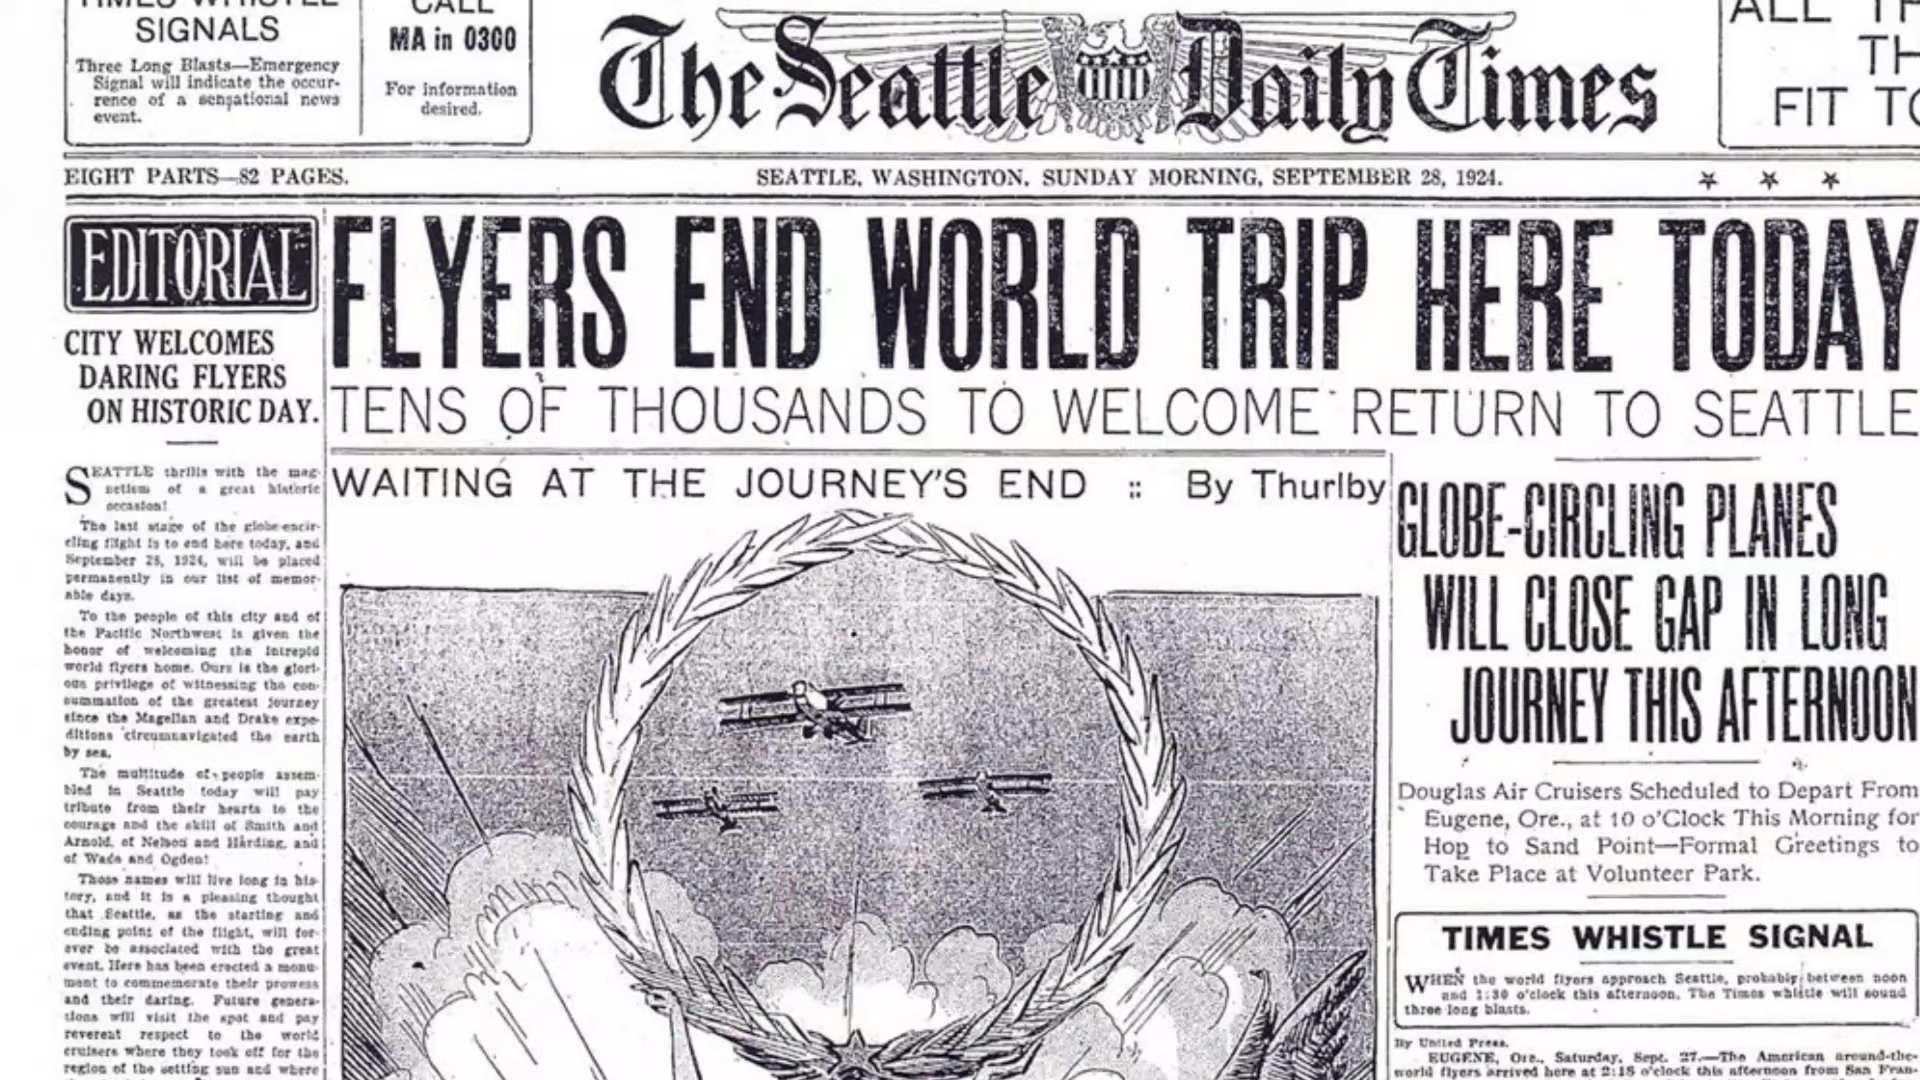 TIMES WHISTLE
SIGNALS
Three Long Blasts—Emergency
Signal will indicate the occur-
rence of a sensational news
event.
CALL
MA in 0300
For information
desired.
The Seattle Daily Times
ALL TH
TH
FIT TO
EIGHT PARTS—82 PAGES.
SEATTLE, WASHINGTON, SUNDAY MORNING, SEPTEMBER 28, 1924.
EDITORIAL
CITY WELCOMES
DARING FLYERS
ON HISTORIC DAY.
SEATTLE thrills with the mag-
netism of a great historic
occasion!
The last stage of the globe-encir-
cling flight is to end here today, and
September 28, 1924, will be placed
permanently in our list of memor-
able days.
To the people of this city and of
the Pacific Northwest is given the
honor of welcoming the intrepid
world flyers home. Ours is the glori-
ous privilege of witnessing the con-
summation of the greatest journey
since the Magellan and Drake expe-
ditions circumnavigated the earth
by sea.
The multitude of people assem-
bled in Seattle today will pay
tribute from their hearts to the
courage and the skill of Smith and
Arnold, of Nelson and Harding, and
of Wade and Ogden!
Those names will live long in his-
tory, and it is a pleasing thought
that Seattle, as the starting and
ending point of the flight, will for-
ever be associated with the great
event. Here has been erected a monu-
ment to commemorate their prowess
and their daring. Future genera-
tions will visit the spot and pay
reverent respect to the world
cruisers where they took off for the
region of the setting sun and where
FLYERS END WORLD TRIP HERE TODAY
TENS OF THOUSANDS TO WELCOME RETURN TO SEATTLE
WAITING AT THE JOURNEY'S END :: By Thurlby
GLOBE-CIRCLING PLANES
WILL CLOSE GAP IN LONG
JOURNEY THIS AFTERNOON
Douglas Air Cruisers Scheduled to Depart From
Eugene, Ore., at 10 o'Clock This Morning for
Hop to Sand Point—Formal Greetings to
Take Place at Volunteer Park.
TIMES WHISTLE SIGNAL
WHEN the world flyers approach Seattle, probably between noon
and 1:30 o'clock this afternoon, The Times whistle will sound
three long blasts.
By United Press.
EUGENE, Ore., Saturday, Sept. 27.—The American around-the-
world flyers arrived here at 2:18 o'clock this afternoon from San Fran-